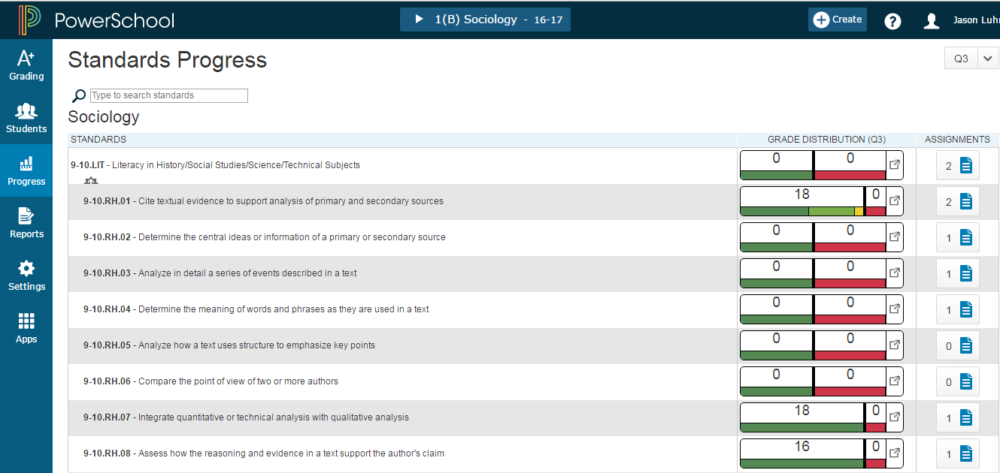 PowerSchool
1(B) Sociology - 16-17
Create
?
Jason Luhr
A+
Grading
Students
Progress
Reports
Settings
Apps
Standards Progress
Q3
Type to search standards
Sociology
STANDARDS GRADE DISTRIBUTION (Q3) ASSIGNMENTS
9-10.LIT - Literacy in History/Social Studies/Science/Technical Subjects 0 0 2
9-10.RH.01 - Cite textual evidence to support analysis of primary and secondary sources 18 0 2
9-10.RH.02 - Determine the central ideas or information of a primary or secondary source 0 0 1
9-10.RH.03 - Analyze in detail a series of events described in a text 0 0 1
9-10.RH.04 - Determine the meaning of words and phrases as they are used in a text 0 0 1
9-10.RH.05 - Analyze how a text uses structure to emphasize key points 0 0 0
9-10.RH.06 - Compare the point of view of two or more authors 0 0 0
9-10.RH.07 - Integrate quantitative or technical analysis with qualitative analysis 18 0 1
9-10.RH.08 - Assess how the reasoning and evidence in a text support the author's claim 16 0 1